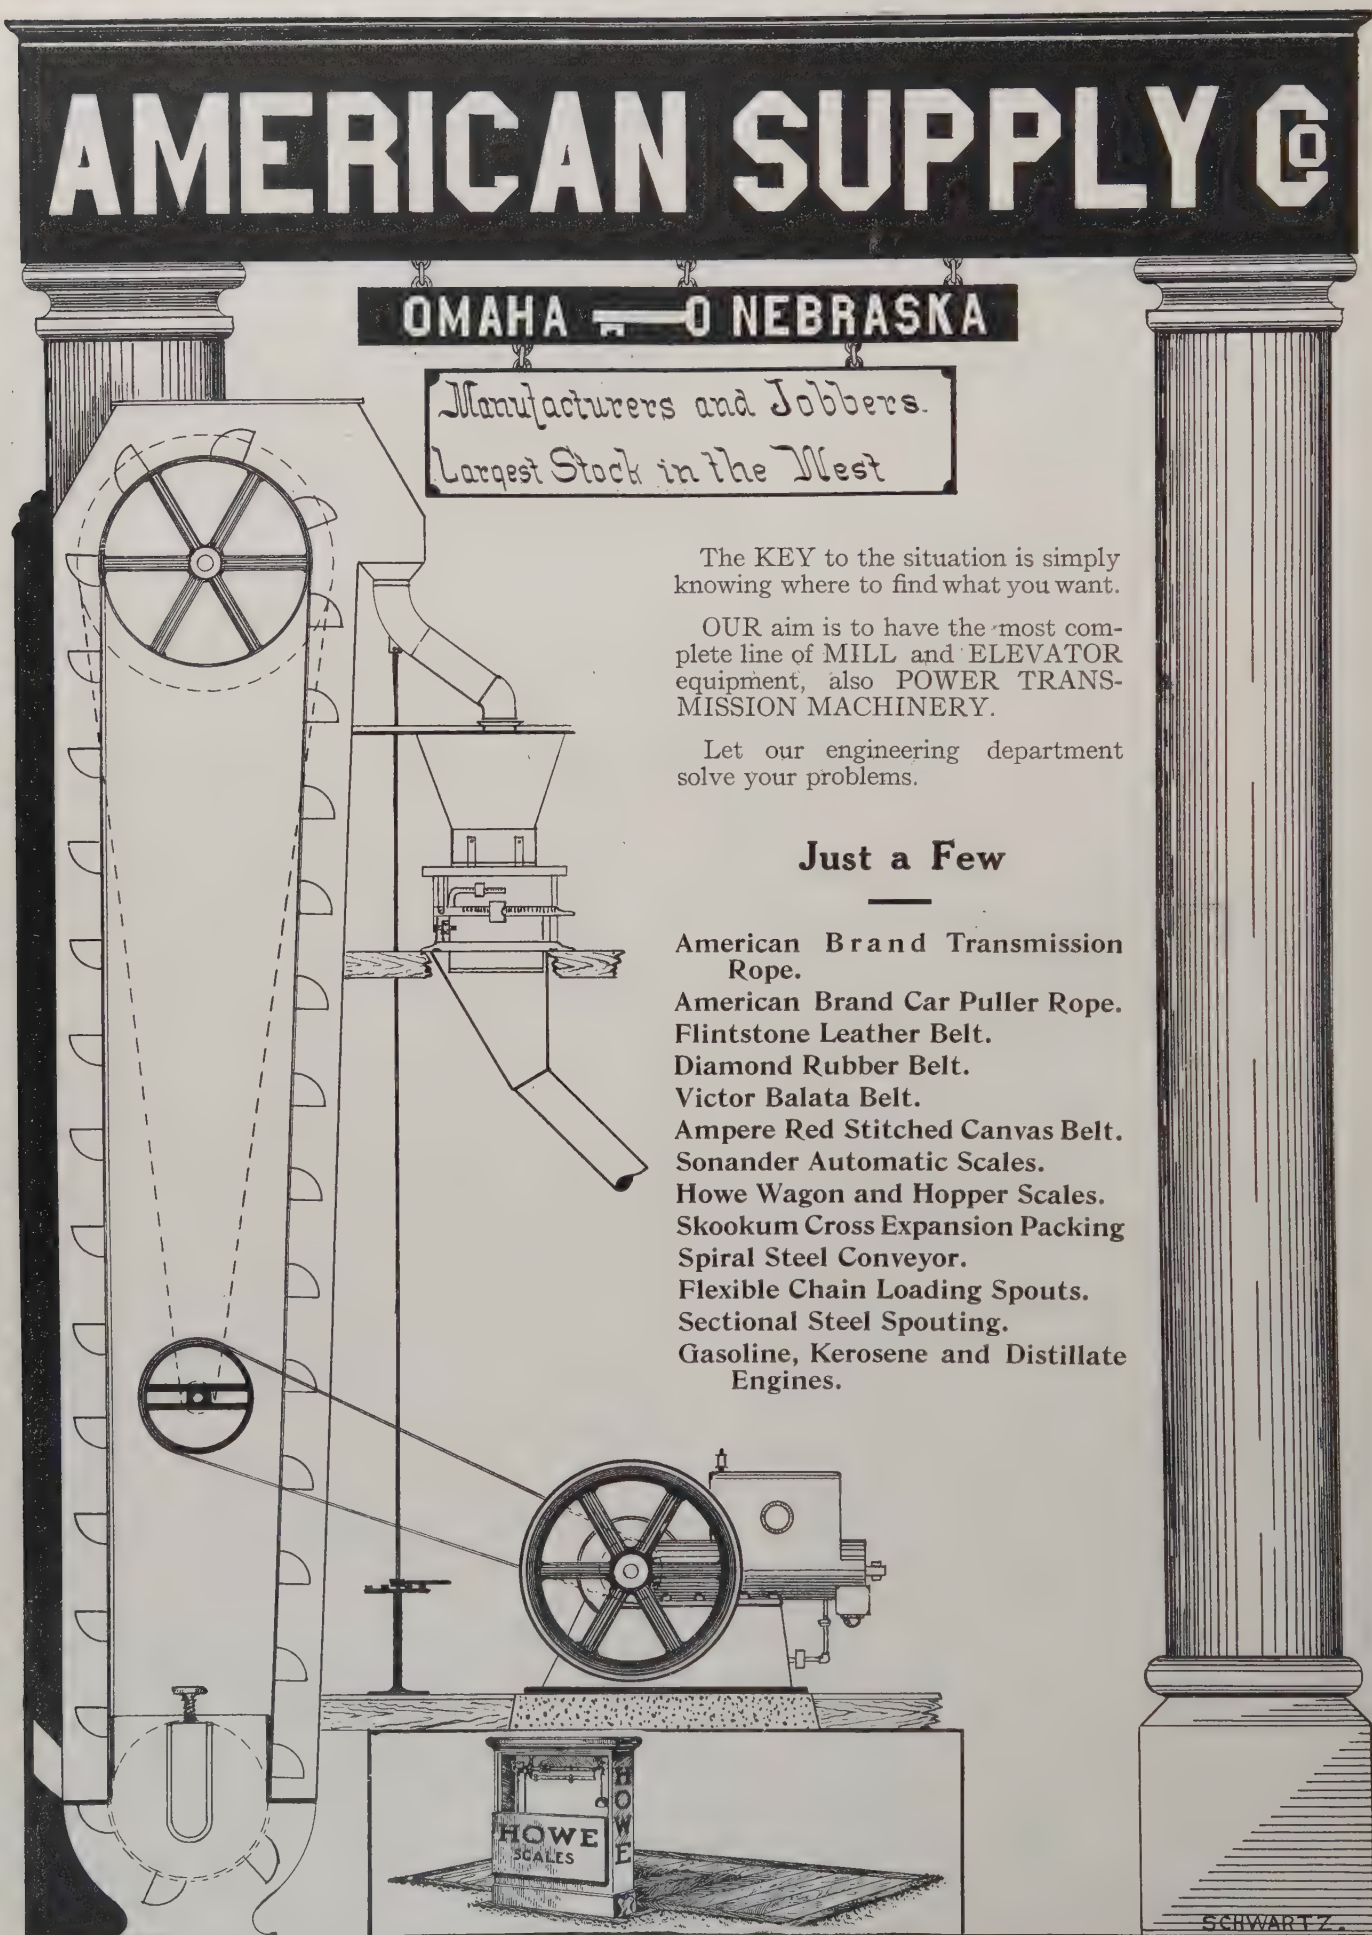 AMERICAN SUPPLY Co
OMAHA NEBRASKA
Manufacturers and Jobbers.
Largest Stock in the West
The KEY to the situation is simply
knowing where to find what you want.
OUR aim is to have the most com-
plete line of MILL and ELEVATOR
equipment, also POWER TRANS-
MISSION MACHINERY.
Let our engineering department
solve your problems.
Just a Few
American Brand Transmission
Rope.
American Brand Car Puller Rope.
Flintstone Leather Belt.
Diamond Rubber Belt.
Victor Balata Belt.
Ampere Red Stitched Canvas Belt.
Sonander Automatic Scales.
Howe Wagon and Hopper Scales.
Skookum Cross Expansion Packing
Spiral Steel Conveyor.
Flexible Chain Loading Spouts.
Sectional Steel Spouting.
Gasoline, Kerosene and Distillate
Engines.
HOWE
SCALES
HOWE
SCHWARTZ.